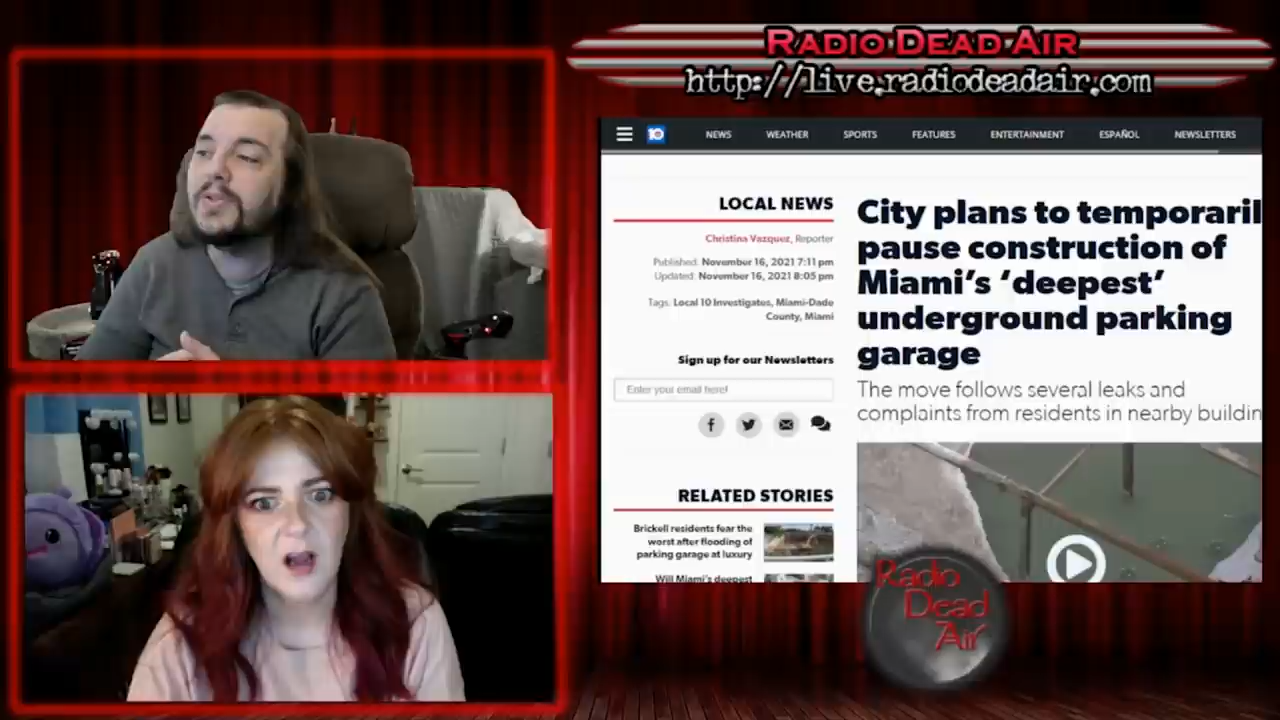 RADIO DEAD AIR
http://live.radiodeadair.com
10
NEWS
WEATHER
SPORTS
FEATURES
ENTERTAINMENT
ESPAÑOL
NEWSLETTERS
LOCAL NEWS
Christina Vazquez, Reporter
Published: November 16, 2021 7:11 pm
Updated: November 16, 2021 8:05 pm
Tags: Local 10 Investigates, Miami-Dade
County, Miami
Sign up for our Newsletters
Enter your email here!
RELATED STORIES
Brickell residents fear the
worst after flooding of
parking garage at luxury
Will Miami's deepest
City plans to temporaril
pause construction of
Miami's 'deepest'
underground parking
garage
The move follows several leaks and
complaints from residents in nearby buildin
Radio
Dead
Air